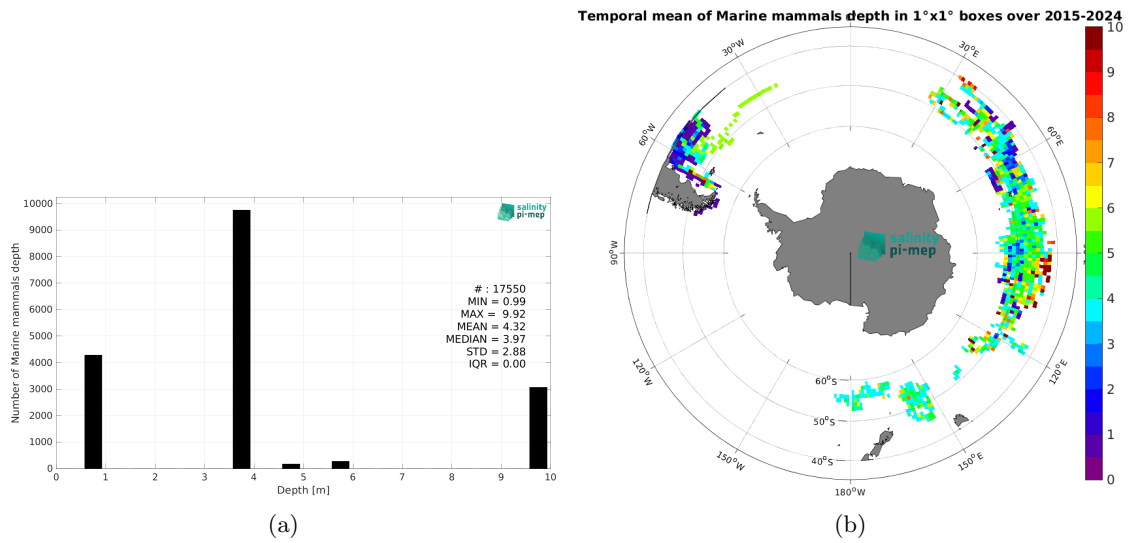 10000
9000
8000
7000
6000
5000
4000
3000
2000
1000
0
Number of Marine mammals depth
salinity
pi-mep
# : 17550
MIN = 0.99
MAX = 9.92
MEAN = 4.32
MEDIAN = 3.97
STD = 2.88
IQR = 0.00
0 1 2 3 4 5 6 7 8 9 10
Depth [m]
(a)
Temporal mean of Marine mammals depth in 1°x1° boxes over 2015-2024
30°W
30°E
60°W
60°E
90°W
salinity
pi-mep
120°W
120°E
60°S
50°S
40°S
150°W
150°E
180°W
10
9
8
7
6
5
4
3
2
1
0
(b)